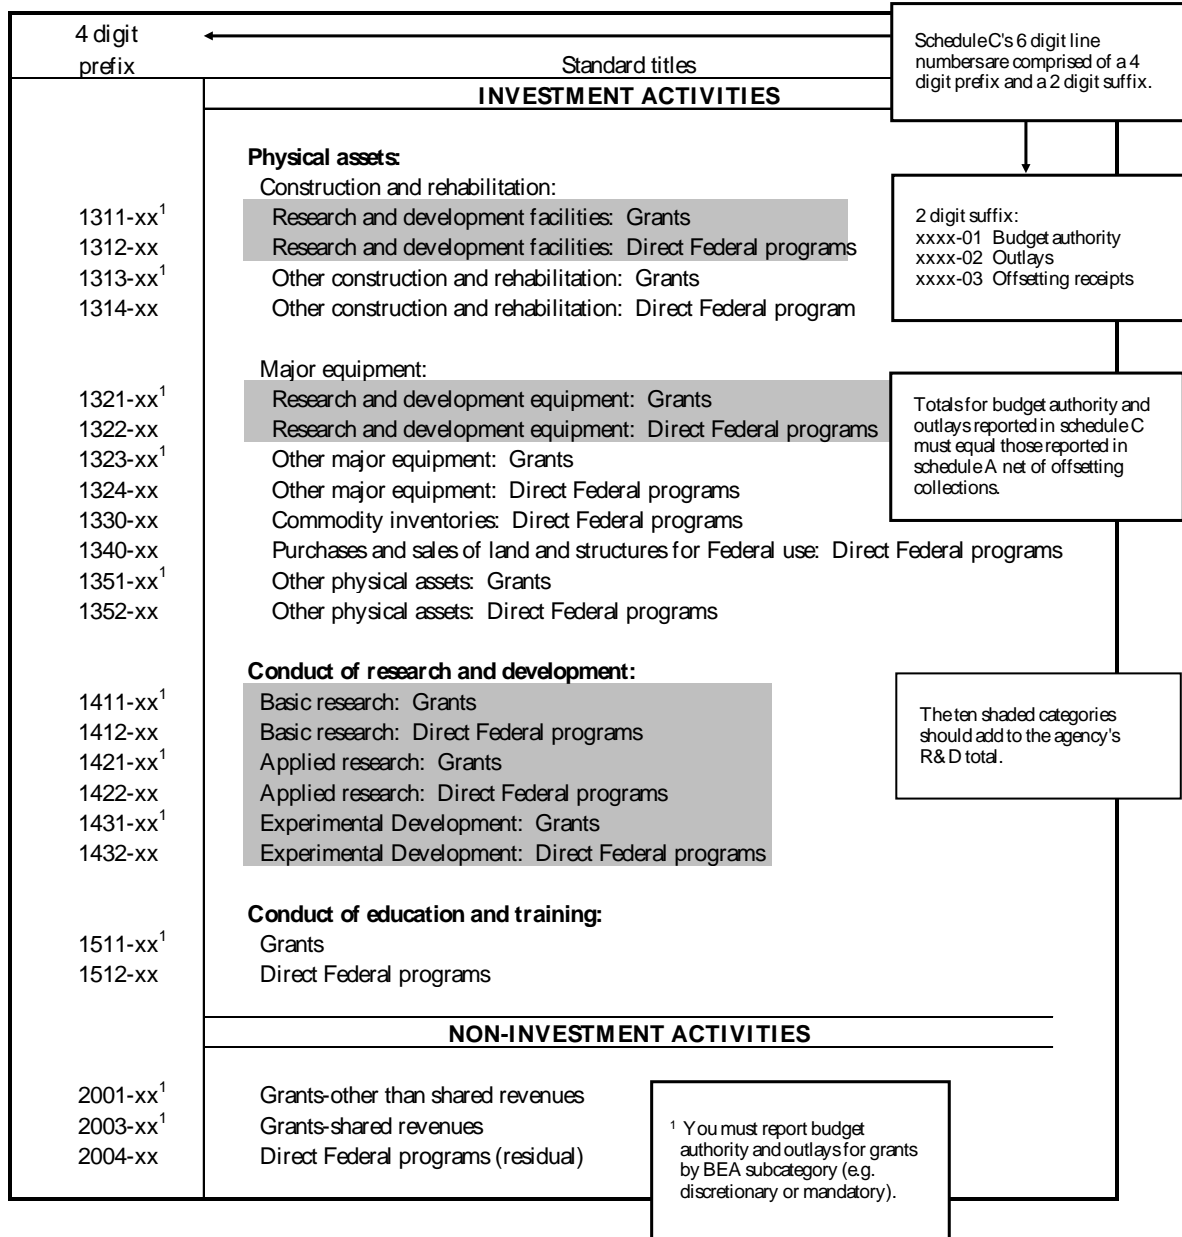 4 digit
prefix
Standard titles
Schedule C's 6 digit line
numbers are comprised of a 4
digit prefix and a 2 digit suffix.
INVESTMENT ACTIVITIES
Physical assets:
Construction and rehabilitation:
1311-xx¹ Research and development facilities: Grants
1312-xx Research and development facilities: Direct Federal programs
1313-xx¹ Other construction and rehabilitation: Grants
1314-xx Other construction and rehabilitation: Direct Federal program
2 digit suffix:
xxxx-01 Budget authority
xxxx-02 Outlays
xxxx-03 Offsetting receipts
Major equipment:
1321-xx¹ Research and development equipment: Grants
1322-xx Research and development equipment: Direct Federal programs
1323-xx¹ Other major equipment: Grants
1324-xx Other major equipment: Direct Federal programs
1330-xx Commodity inventories: Direct Federal programs
1340-xx Purchases and sales of land and structures for Federal use: Direct Federal programs
1351-xx¹ Other physical assets: Grants
1352-xx Other physical assets: Direct Federal programs
Totals for budget authority and
outlays reported in schedule C
must equal those reported in
schedule A net of offsetting
collections.
Conduct of research and development:
1411-xx¹ Basic research: Grants
1412-xx Basic research: Direct Federal programs
1421-xx¹ Applied research: Grants
1422-xx Applied research: Direct Federal programs
1431-xx¹ Experimental Development: Grants
1432-xx Experimental Development: Direct Federal programs
The ten shaded categories
should add to the agency's
R&D total.
Conduct of education and training:
1511-xx¹ Grants
1512-xx Direct Federal programs
NON-INVESTMENT ACTIVITIES
2001-xx¹ Grants-other than shared revenues
2003-xx¹ Grants-shared revenues
2004-xx Direct Federal programs (residual)
¹ You must report budget
authority and outlays for grants
by BEA subcategory (e.g.
discretionary or mandatory).